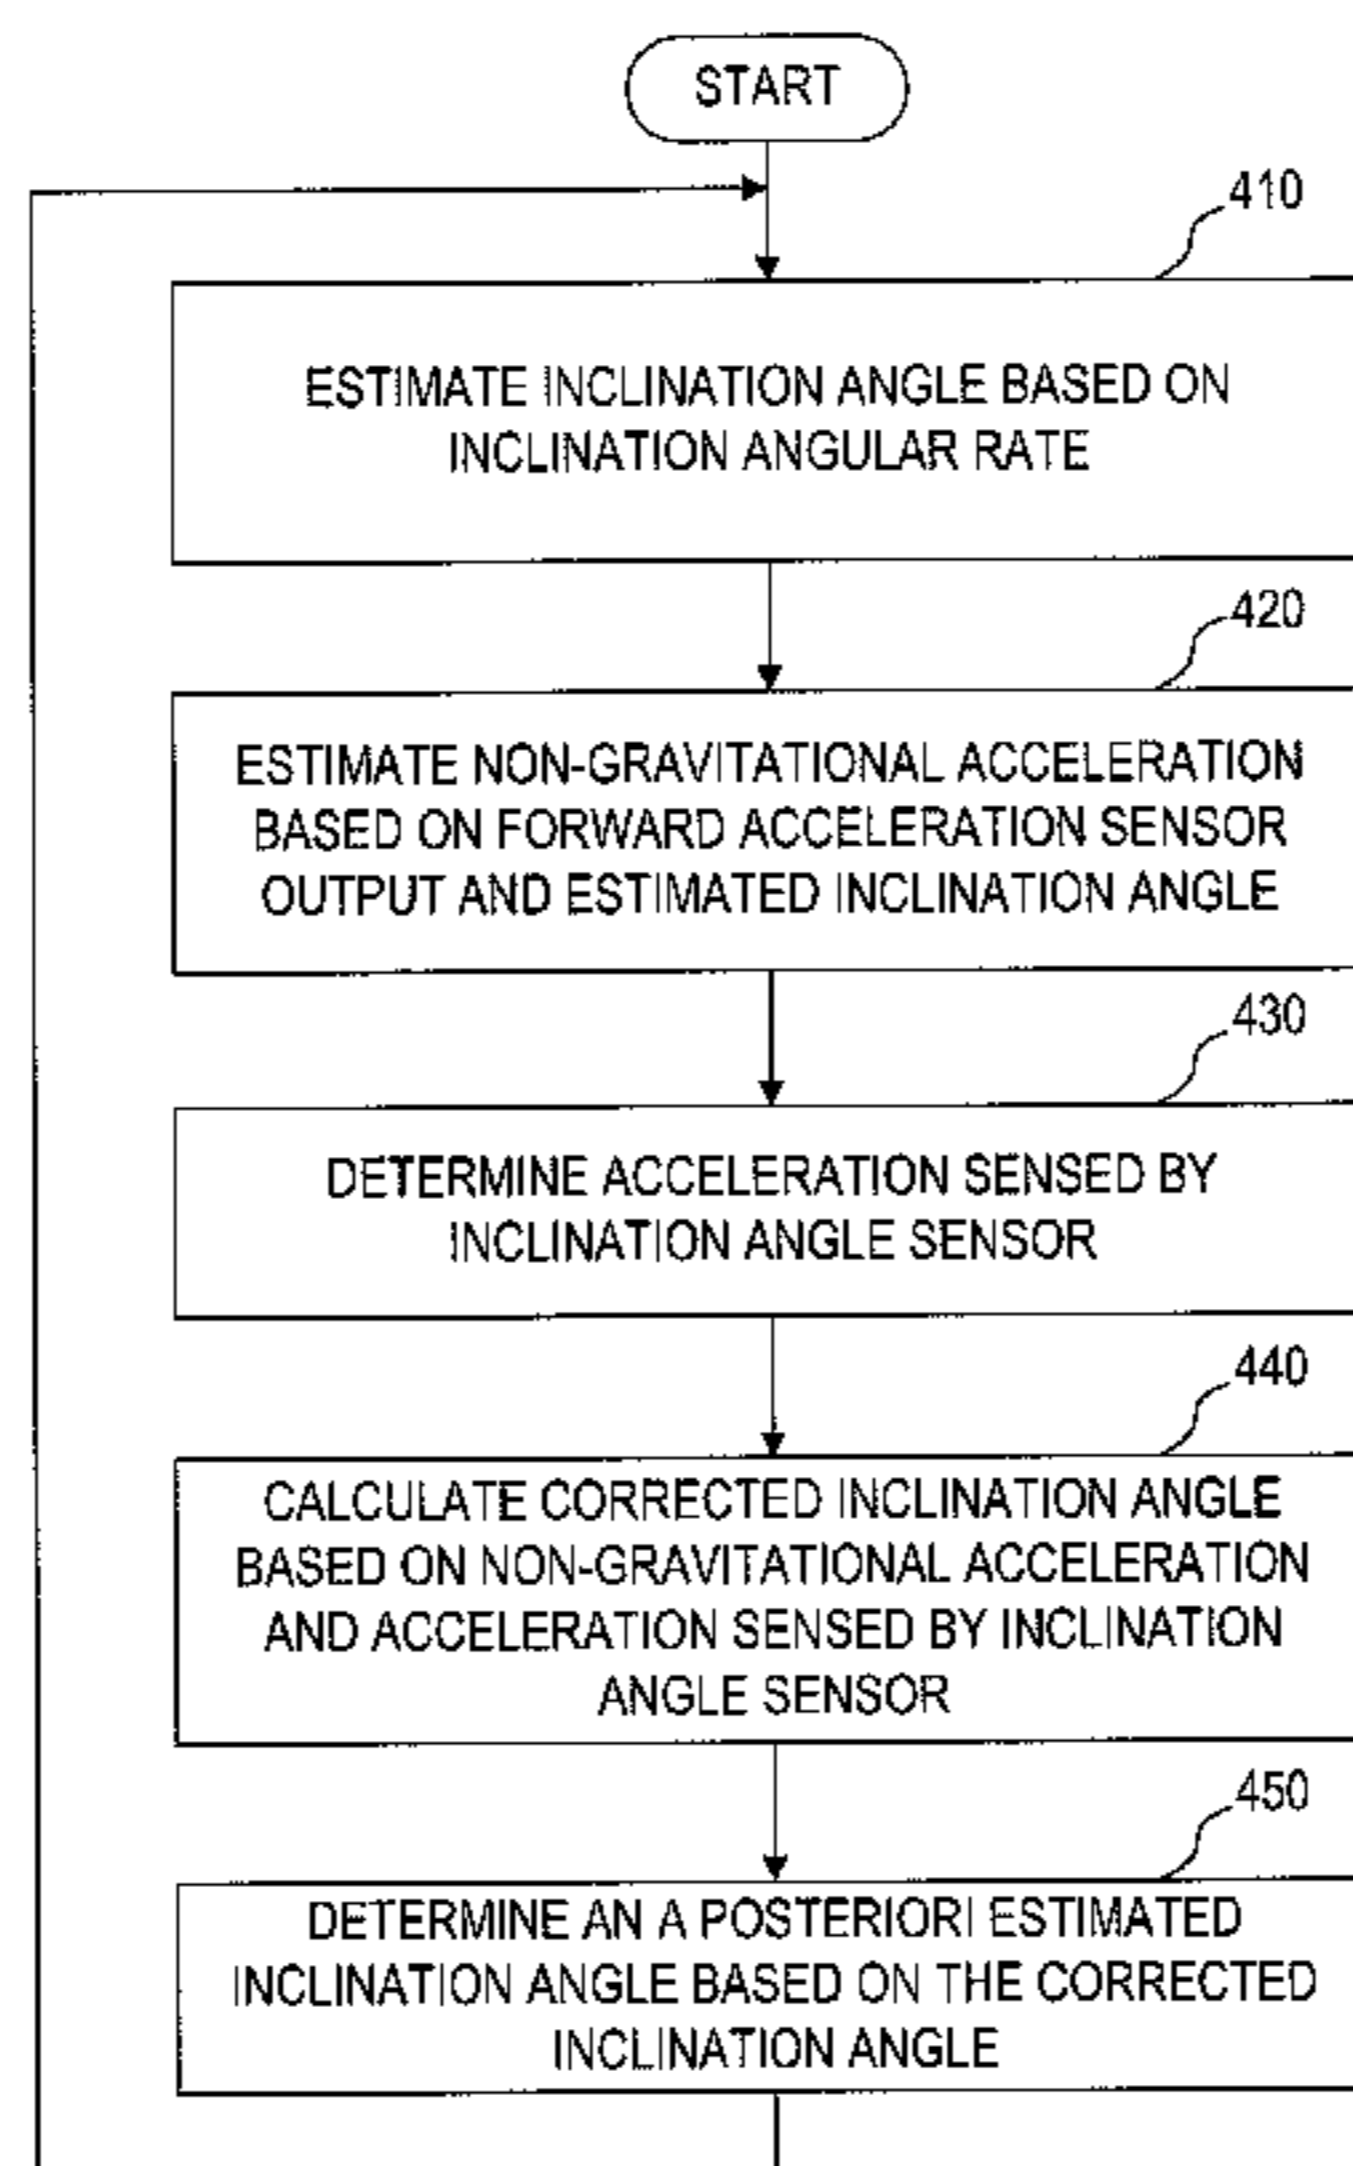 START
410
ESTIMATE INCLINATION ANGLE BASED ON
INCLINATION ANGULAR RATE
420
ESTIMATE NON-GRAVITATIONAL ACCELERATION
BASED ON FORWARD ACCELERATION SENSOR
OUTPUT AND ESTIMATED INCLINATION ANGLE
430
DETERMINE ACCELERATION SENSED BY
INCLINATION ANGLE SENSOR
440
CALCULATE CORRECTED INCLINATION ANGLE
BASED ON NON-GRAVITATIONAL ACCELERATION
AND ACCELERATION SENSED BY INCLINATION
ANGLE SENSOR
450
DETERMINE AN A POSTERIORI ESTIMATED
INCLINATION ANGLE BASED ON THE CORRECTED
INCLINATION ANGLE